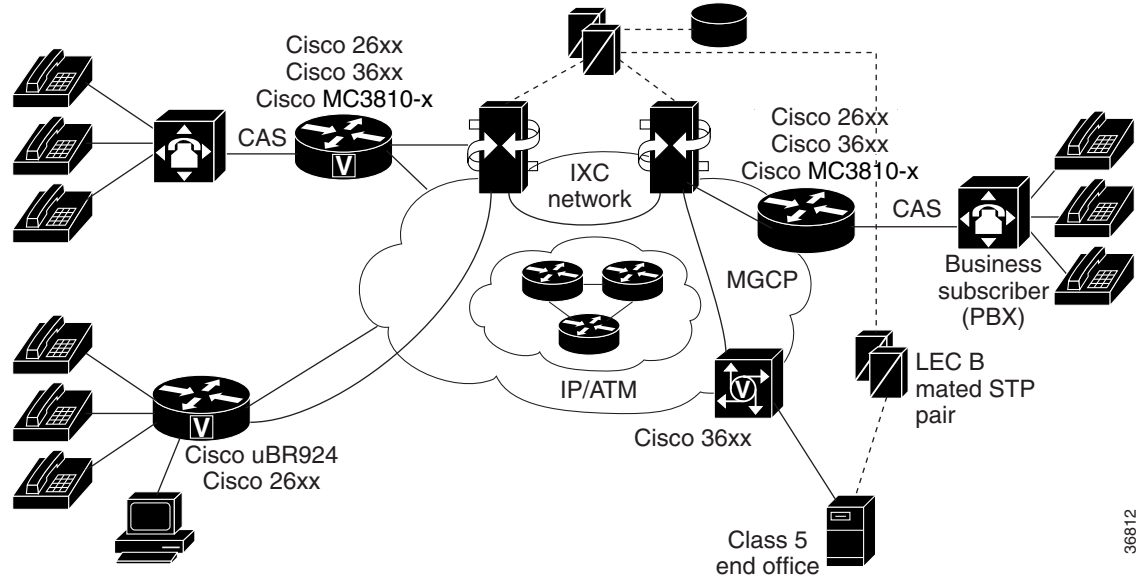 Cisco 26xx
Cisco 36xx
Cisco MC3810-x
CAS
V
IXC
network
Cisco 26xx
Cisco 36xx
Cisco MC3810-x
CAS
Business
subscriber
(PBX)
MGCP
IP/ATM
V
Cisco 36xx
LEC B
mated STP
pair
V
Cisco uBR924
Cisco 26xx
Class 5
end office
36812